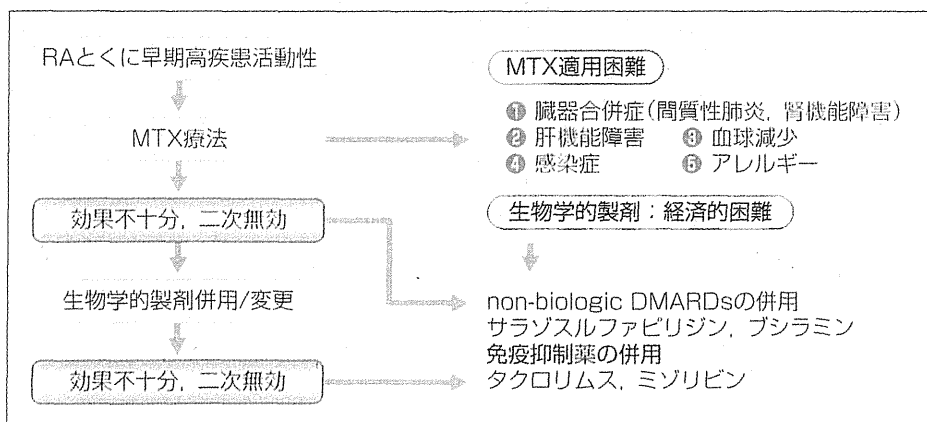 RAとくに早期高疾患活動性
MTX療法
効果不十分，二次無効
生物学的製剤併用/変更
効果不十分，二次無効
MTX適用困難
❶ 臓器合併症(間質性肺炎，腎機能障害)
❷ 肝機能障害 ❸ 血球減少
❹ 感染症 ❺ アレルギー
生物学的製剤：経済的困難
non-biologic DMARDsの併用
サラゾスルファピリジン，ブシラミン
免疫抑制薬の併用
タクロリムス，ミゾリビン